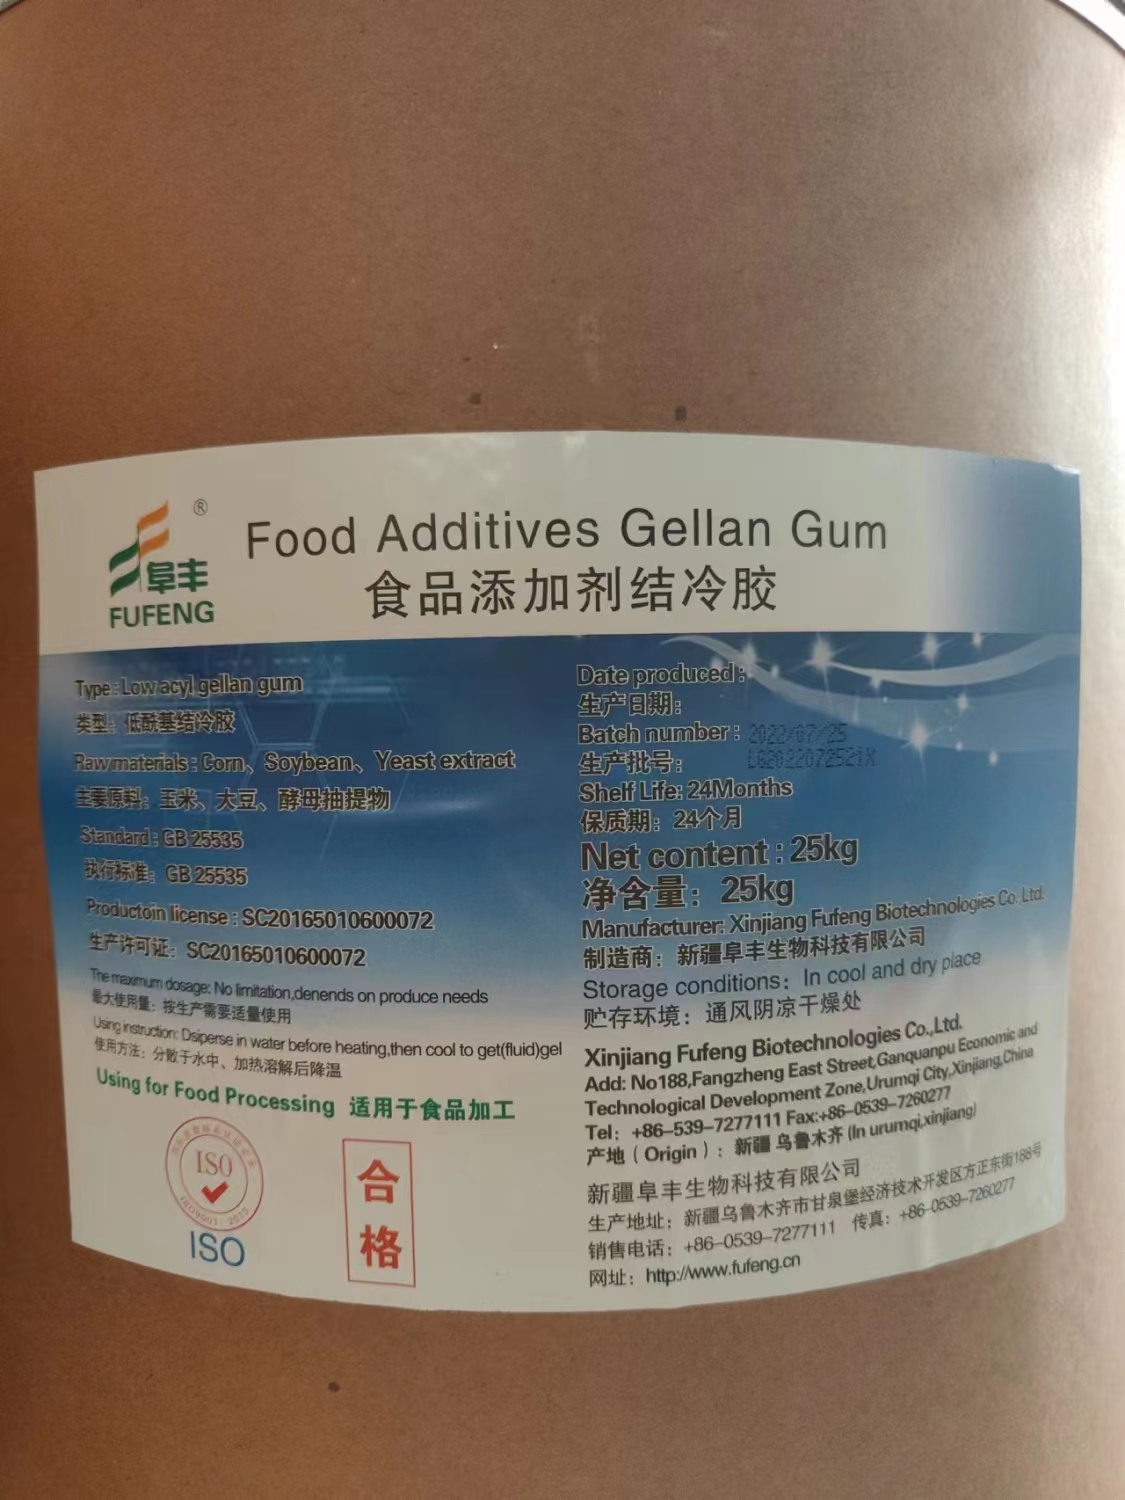 ®
阜丰
FUFENG
Food Additives Gellan Gum
食品添加剂结冷胶
Type: Low acyl gellan gum
类型：低酰基结冷胶
Raw materials : Corn、Soybean、Yeast extract
主要原料：玉米、大豆、酵母抽提物
Standard : GB 25535
执行标准：GB 25535
Productoin license : SC20165010600072
生产许可证：SC20165010600072
The maximum dosage: No limitation,denends on produce needs
最大使用量：按生产需要适量使用
Using instruction: Dsiperse in water before heating,then cool to get(fluid)gel
使用方法：分散于水中、加热溶解后降温
Using for Food Processing 适用于食品加工
ISO
ISO9001：2015
ISO
合格
Date produced :
生产日期：
Batch number : 2022/07/25
生产批号： LG2022072521X
Shelf Life: 24Months
保质期：24个月
Net content : 25kg
净含量：25kg
Manufacturer: Xinjiang Fufeng Biotechnologies Co.,Ltd.
制造商：新疆阜丰生物科技有限公司
Storage conditions：In cool and dry place
贮存环境：通风阴凉干燥处
Xinjiang Fufeng Biotechnologies Co.,Ltd.
Add: No188,Fangzheng East Street,Ganquanpu Economic and
Technological Development Zone,Urumqi City,Xinjiang,China
Tel：+86-539-7277111 Fax:+86-0539-7260277
产地（Origin）：新疆 乌鲁木齐 (In urumqi,xinjiang)
新疆阜丰生物科技有限公司
生产地址：新疆乌鲁木齐市甘泉堡经济技术开发区方正东街188号
销售电话：+86-0539-7277111 传真：+86-0539-7260277
网址：http://www.fufeng.cn